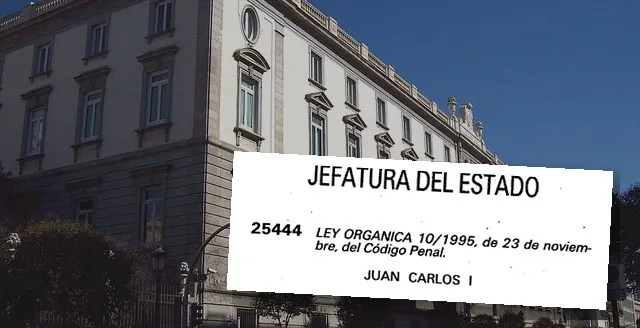 JEFATURA DEL ESTADO
25444 LEY ORGANICA 10/1995, de 23 de noviem-
bre, del Código Penal.
JUAN CARLOS I